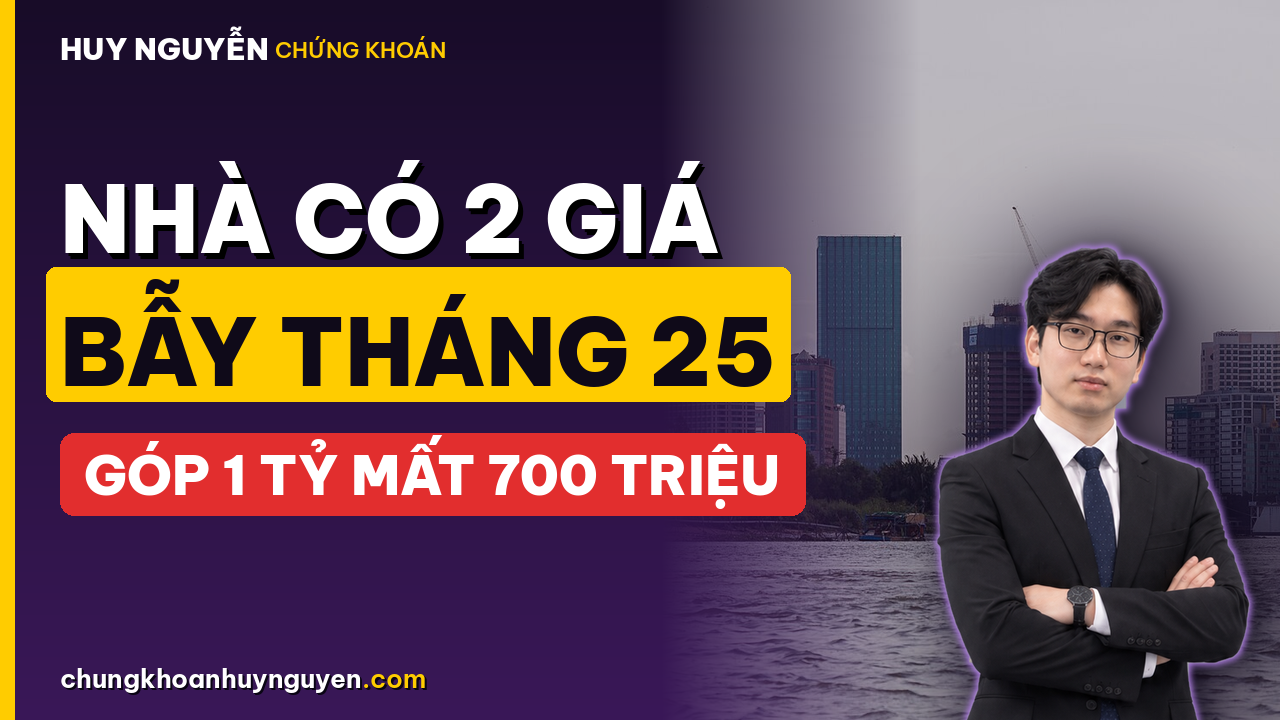 HUY NGUYỄN CHỨNG KHOÁN
NHÀ CÓ 2 GIÁ
BẪY THÁNG 25
GÓP 1 TỶ MẤT 700 TRIỆU
chungkhoanhuynguyen.com